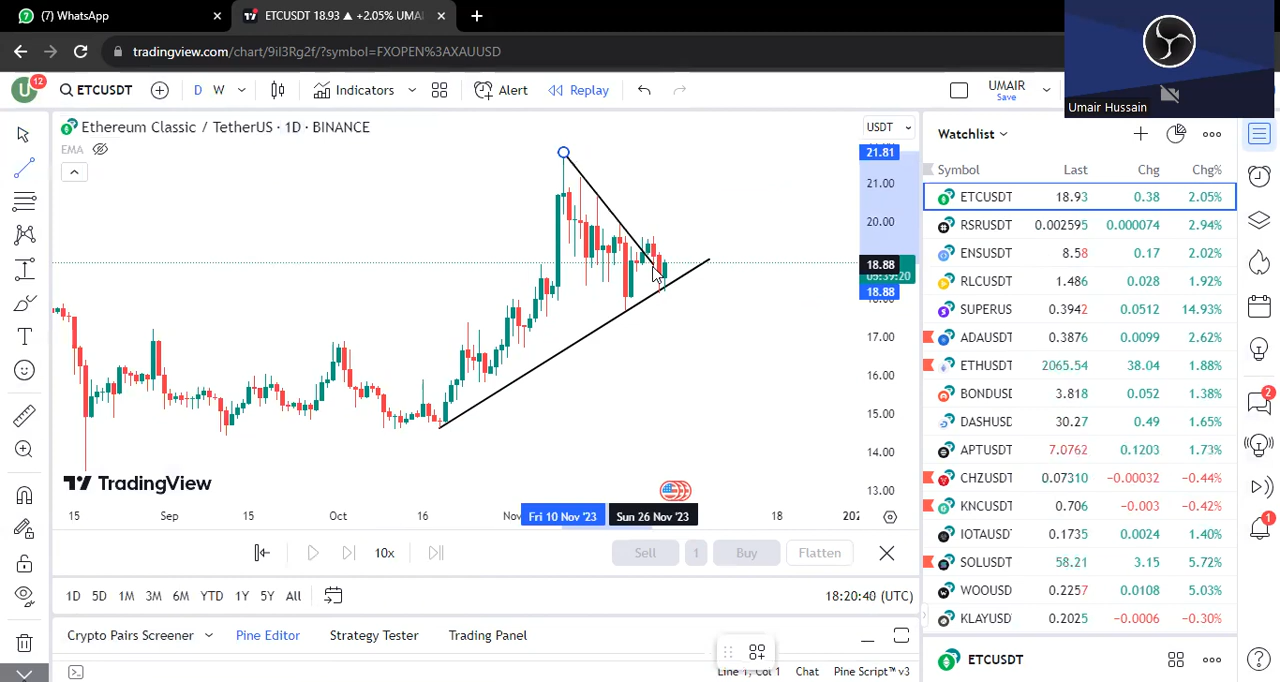 (7) WhatsApp
ETCUSDT 18.93 ▲ +2.05% UMAI
tradingview.com/chart/9il3Rg2f/?symbol=FXOPEN%3AXAUUSD
Umair Hussain
U 12
ETCUSDT
D W
Indicators
Alert
Replay
UMAIR
Save
Ethereum Classic / TetherUS · 1D · BINANCE
EMA
USDT
21.81
21.00
20.00
18.88
05:39:20
18.88
17.00
16.00
15.00
14.00
13.00
TradingView
15 Sep 15 Oct 16 Nov Fri 10 Nov '23 Sun 26 Nov '23 18 202
10x
Sell 1 Buy Flatten
1D 5D 1M 3M 6M YTD 1Y 5Y All
18:20:40 (UTC)
Crypto Pairs Screener Pine Editor Strategy Tester Trading Panel
Line 1, Col 1 Chat Pine Script™ v3
Watchlist
Symbol Last Chg Chg%
ETCUSDT 18.93 0.38 2.05%
RSRUSDT 0.002595 0.000074 2.94%
ENSUSDT 8.58 0.17 2.02%
RLCUSDT 1.486 0.028 1.92%
SUPERUS 0.3942 0.0512 14.93%
ADAUSDT 0.3876 0.0099 2.62%
ETHUSDT 2065.54 38.04 1.88%
BONDUSD 3.818 0.052 1.38%
DASHUSD 30.27 0.49 1.65%
APTUSDT 7.0762 0.1203 1.73%
CHZUSDT 0.07310 −0.00032 −0.44%
KNCUSDT 0.706 −0.003 −0.42%
IOTAUSDT 0.1735 0.0024 1.40%
SOLUSDT 58.21 3.15 5.72%
WOOUSD 0.2257 0.0108 5.03%
KLAYUSD 0.2025 −0.0006 −0.30%
ETCUSDT
2
1